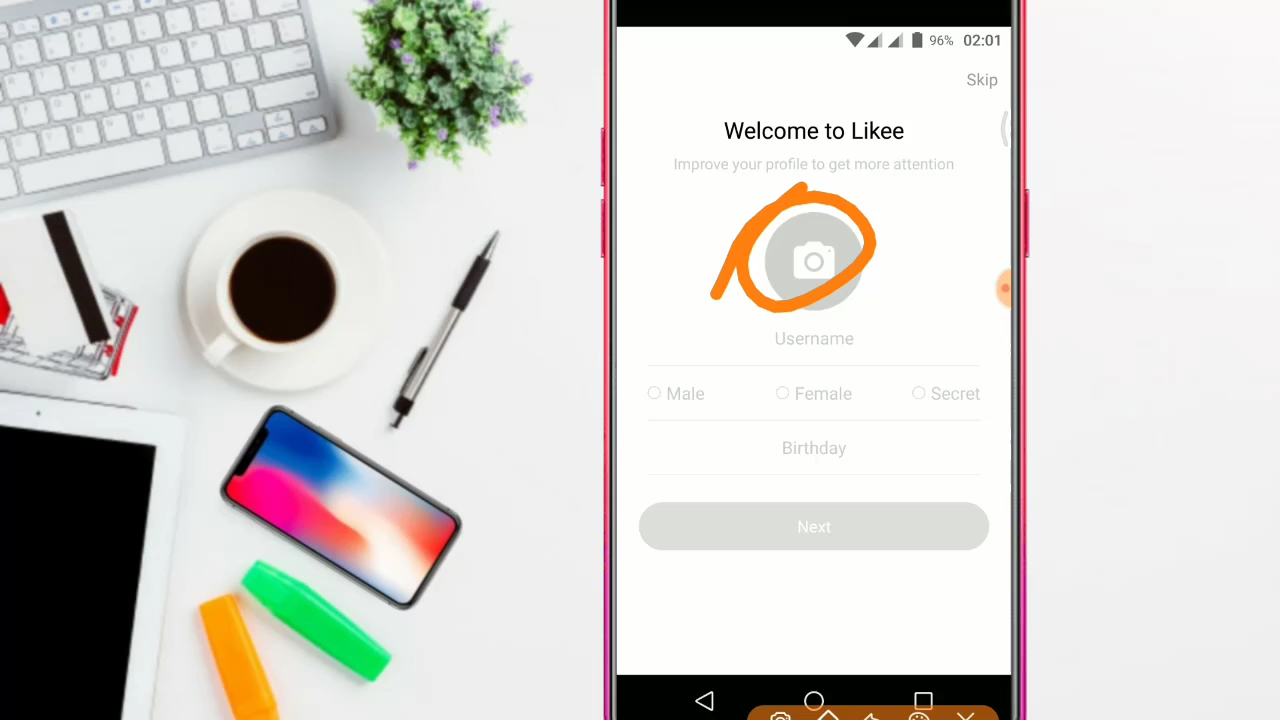 96% 02:01
Skip
Welcome to Likee
Improve your profile to get more attention
Username
Male Female Secret
Birthday
Next